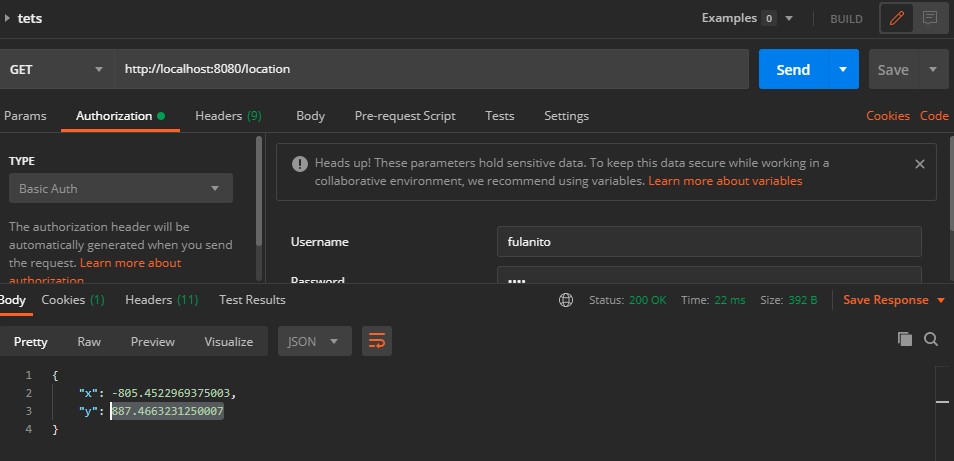 tets
Examples 0 BUILD
GET http://localhost:8080/location Send Save
Params Authorization Headers (9) Body Pre-request Script Tests Settings Cookies Code
TYPE
Basic Auth
The authorization header will be
automatically generated when you send
the request. Learn more about
authorization
Heads up! These parameters hold sensitive data. To keep this data secure while working in a
collaborative environment, we recommend using variables. Learn more about variables
Username fulanito
Password ••••
Body Cookies (1) Headers (11) Test Results Status: 200 OK Time: 22 ms Size: 392 B Save Response
Pretty Raw Preview Visualize JSON
1 {
2 "x": -805.4522969375003,
3 "y": 887.4663231250007
4 }